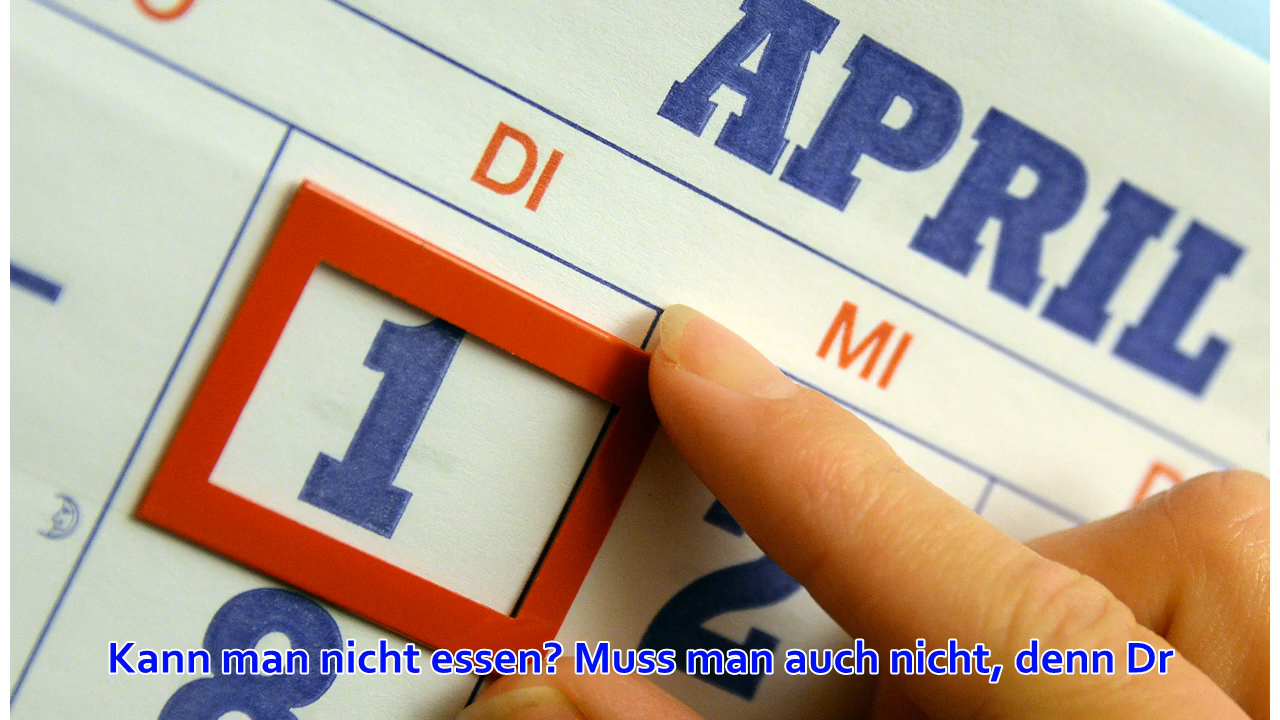 APRIL
O
DI
MI
D
1
2
8
Kann man nicht essen? Muss man auch nicht, denn Dr